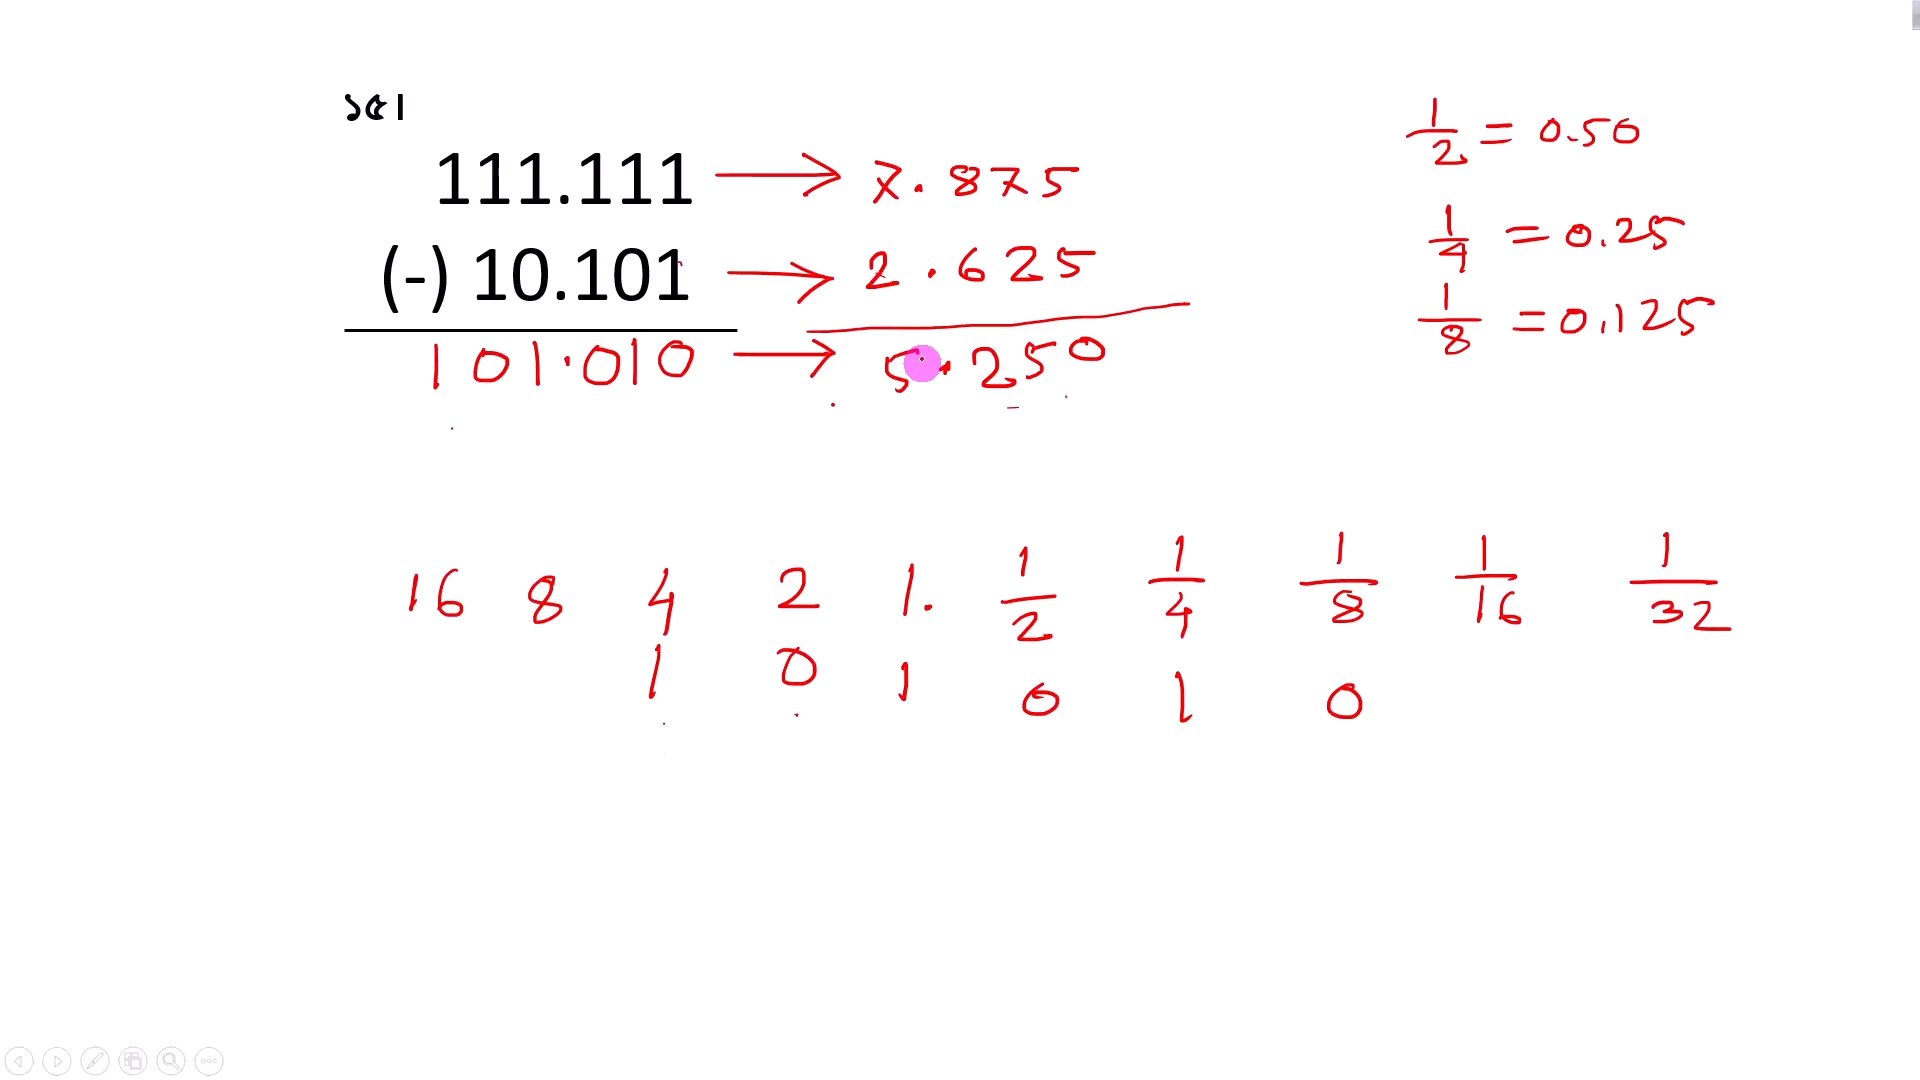 ১৫।
111.111 → 7.875
(-) 10.101 → 2.625
101.010 → 5.250
1/2 = 0.50
1/4 = 0.25
1/8 = 0.125
16 8 4 2 1. 1/2 1/4 1/8 1/16 1/32
1 0 1 0 1 0